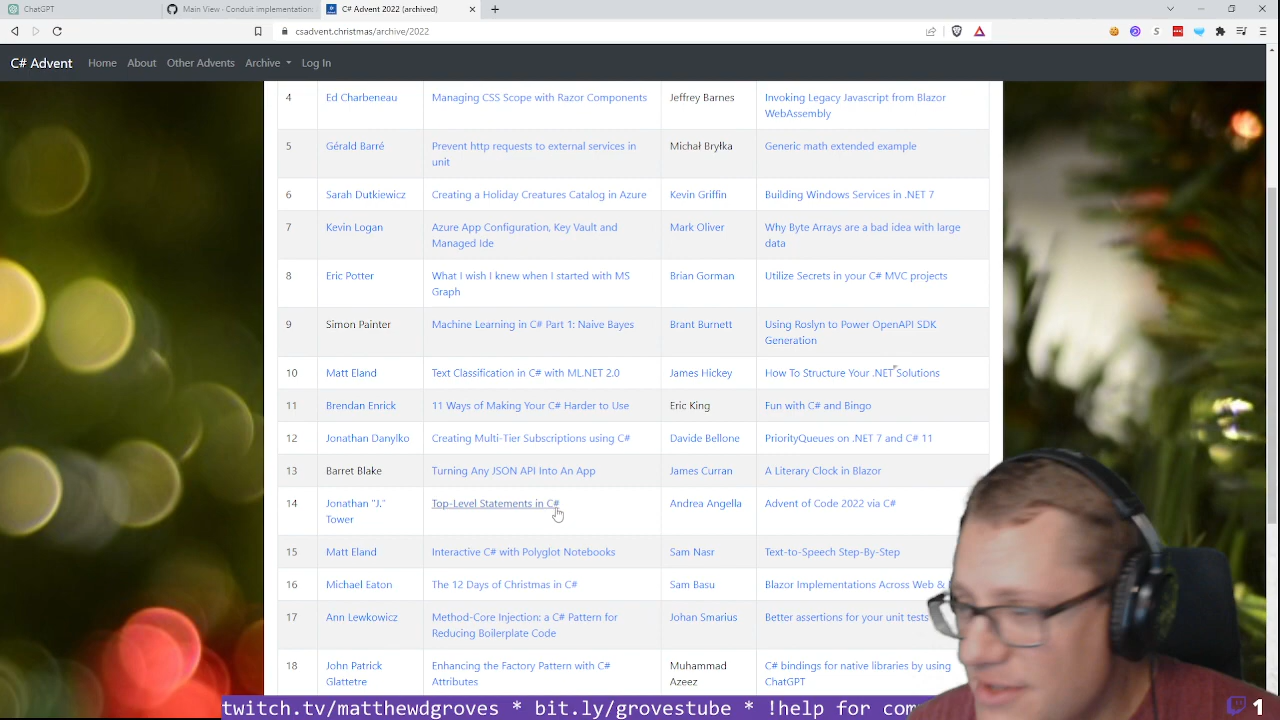 ChatGPT
Main View - Conduit implementation:
C# Advent 2022 (archived)
csadvent.christmas/archive/2022
C# Advent Home About Other Advents Archive Log In
4 Ed Charbeneau Managing CSS Scope with Razor Components Jeffrey Barnes Invoking Legacy Javascript from Blazor
WebAssembly
5 Gérald Barré Prevent http requests to external services in Michał Bryłka Generic math extended example
unit
6 Sarah Dutkiewicz Creating a Holiday Creatures Catalog in Azure Kevin Griffin Building Windows Services in .NET 7
7 Kevin Logan Azure App Configuration, Key Vault and Mark Oliver Why Byte Arrays are a bad idea with large
Managed Ide data
8 Eric Potter What I wish I knew when I started with MS Brian Gorman Utilize Secrets in your C# MVC projects
Graph
9 Simon Painter Machine Learning in C# Part 1: Naive Bayes Brant Burnett Using Roslyn to Power OpenAPI SDK
Generation
10 Matt Eland Text Classification in C# with ML.NET 2.0 James Hickey How To Structure Your .NET Solutions
11 Brendan Enrick 11 Ways of Making Your C# Harder to Use Eric King Fun with C# and Bingo
12 Jonathan Danylko Creating Multi-Tier Subscriptions using C# Davide Bellone PriorityQueues on .NET 7 and C# 11
13 Barret Blake Turning Any JSON API Into An App James Curran A Literary Clock in Blazor
14 Jonathan "J." Top-Level Statements in C# Andrea Angella Advent of Code 2022 via C#
Tower
15 Matt Eland Interactive C# with Polyglot Notebooks Sam Nasr Text-to-Speech Step-By-Step
16 Michael Eaton The 12 Days of Christmas in C# Sam Basu Blazor Implementations Across Web &
17 Ann Lewkowicz Method-Core Injection: a C# Pattern for Johan Smarius Better assertions for your unit tests
Reducing Boilerplate Code
18 John Patrick Enhancing the Factory Pattern with C# Muhammad C# bindings for native libraries by using
Glattetre Attributes Azeez ChatGPT
twitch.tv/matthewdgroves * bit.ly/grovestube * !help for com
1